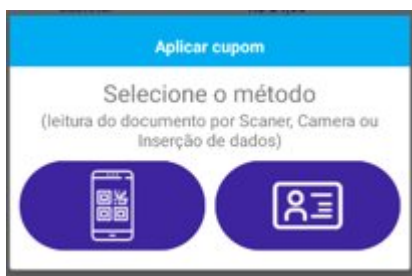 Aplicar cupom
Selecione o método
(leitura do documento por Scaner, Camera ou
Inserção de dados)